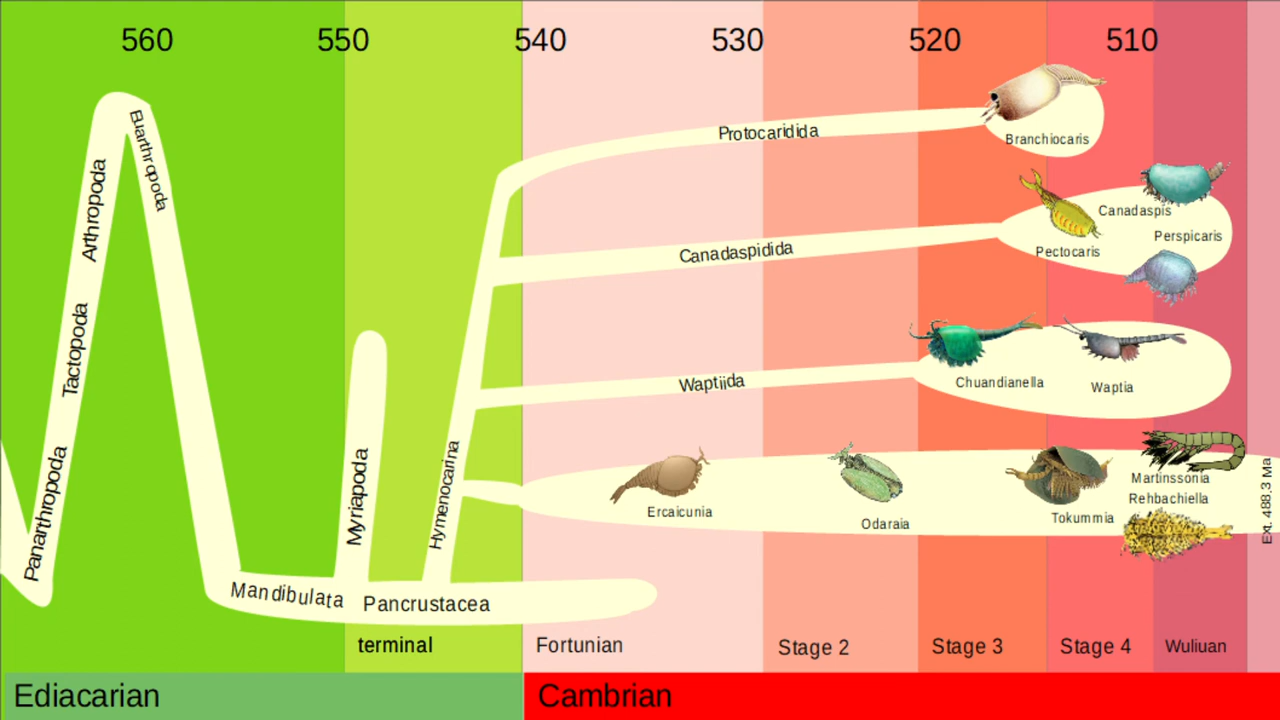 560 550 540 530 520 510
Euarthropoda
Arthropoda
Tactopoda
Panarthropoda
Mandibulata
Myriapoda
Pancrustacea
Hymenocarina
Protocaridida
Branchiocaris
Canadaspidida
Canadaspis
Perspicaris
Pectocaris
Waptiida
Chuandianella
Waptia
Ercaicunia
Odaraia
Tokummia
Martinssonia
Rehbachiella
Ext. 488.3 Ma
terminal
Fortunian
Stage 2
Stage 3
Stage 4
Wuliuan
Ediacarian
Cambrian